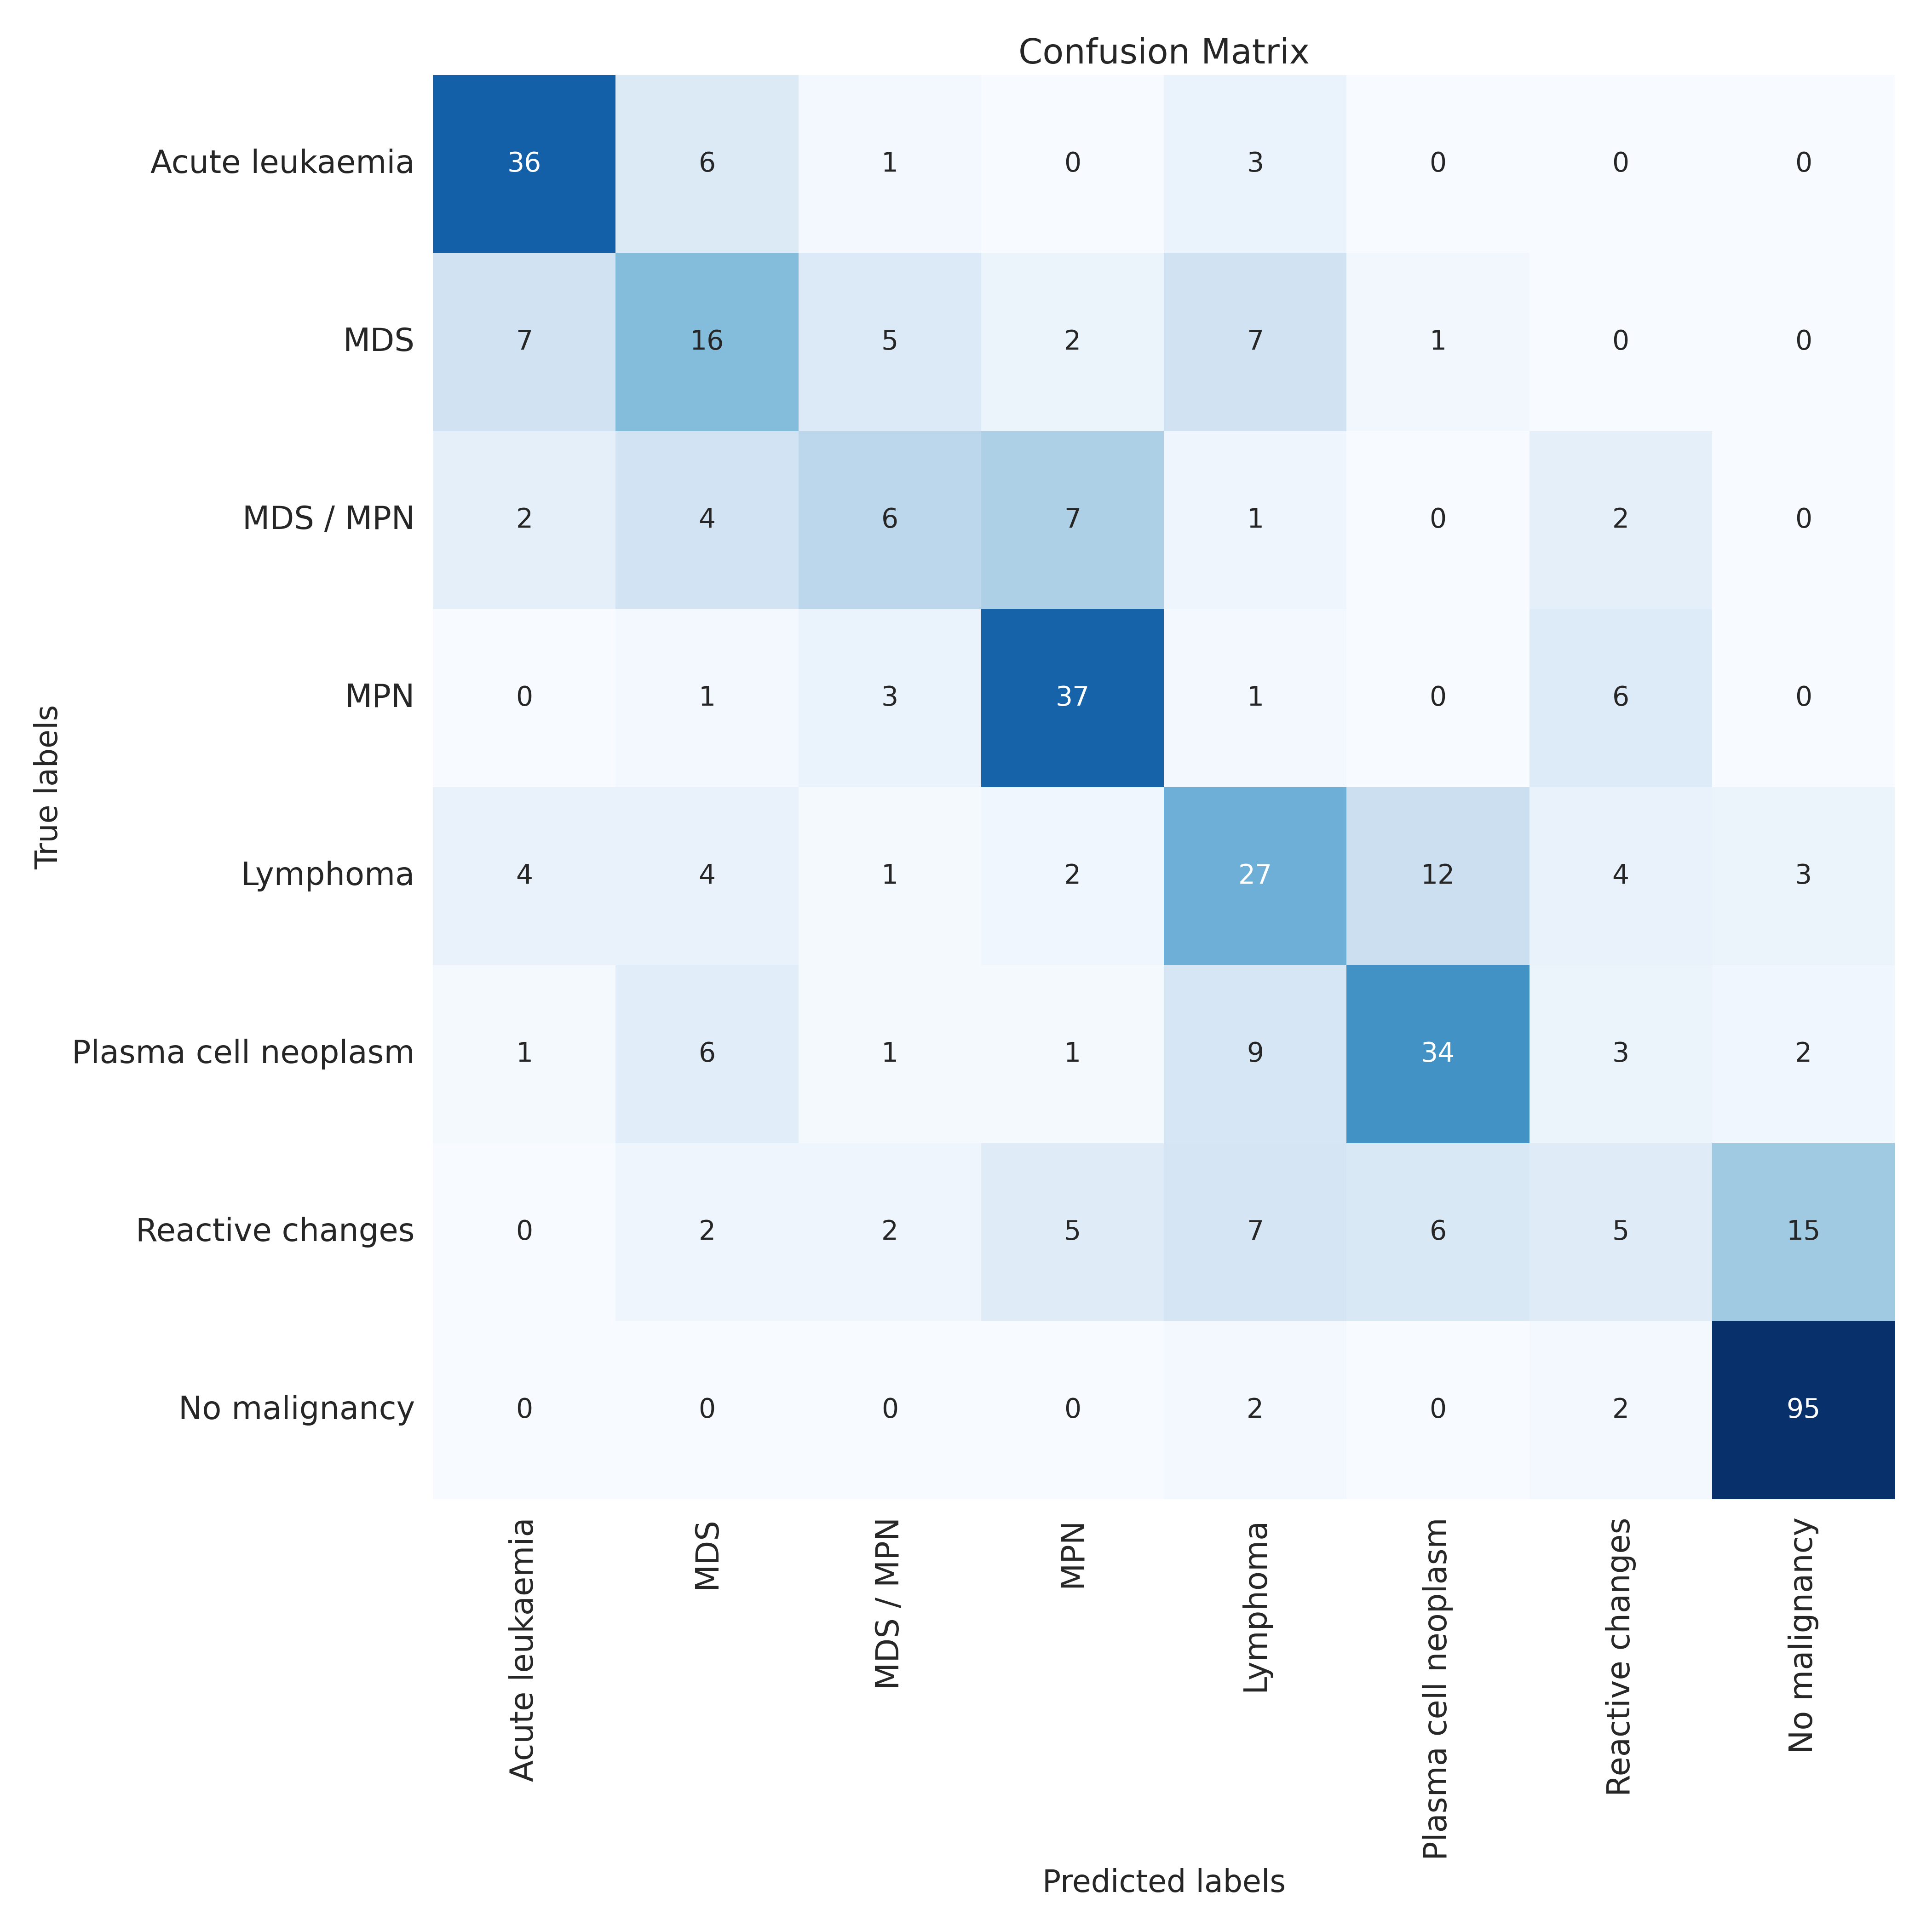 Confusion Matrix
True labels
Acute leukaemia 36 6 1 0 3 0 0 0
MDS 7 16 5 2 7 1 0 0
MDS / MPN 2 4 6 7 1 0 2 0
MPN 0 1 3 37 1 0 6 0
Lymphoma 4 4 1 2 27 12 4 3
Plasma cell neoplasm 1 6 1 1 9 34 3 2
Reactive changes 0 2 2 5 7 6 5 15
No malignancy 0 0 0 0 2 0 2 95
Acute leukaemia
MDS
MDS / MPN
MPN
Lymphoma
Plasma cell neoplasm
Reactive changes
No malignancy
Predicted labels